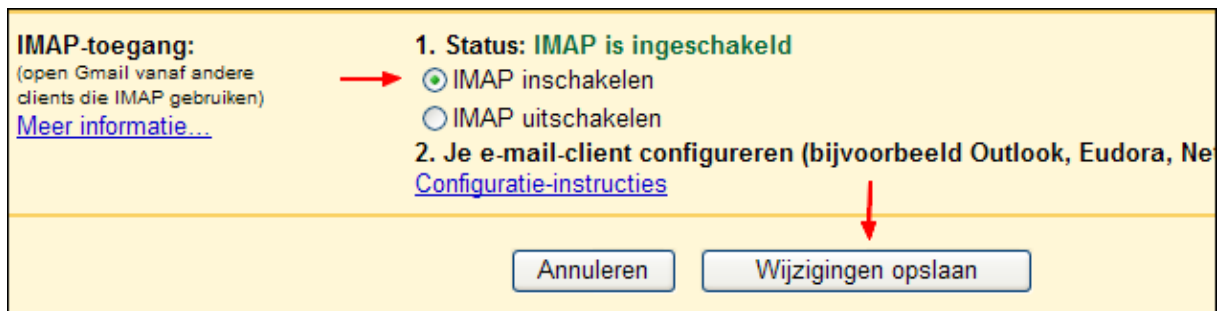 IMAP-toegang:
(open Gmail vanaf andere
clients die IMAP gebruiken)
Meer informatie...
1. Status: IMAP is ingeschakeld
IMAP inschakelen
IMAP uitschakelen
2. Je e-mail-client configureren (bijvoorbeeld Outlook, Eudora,
Configuratie-instructies
Annuleren
Wijzigingen opslaan